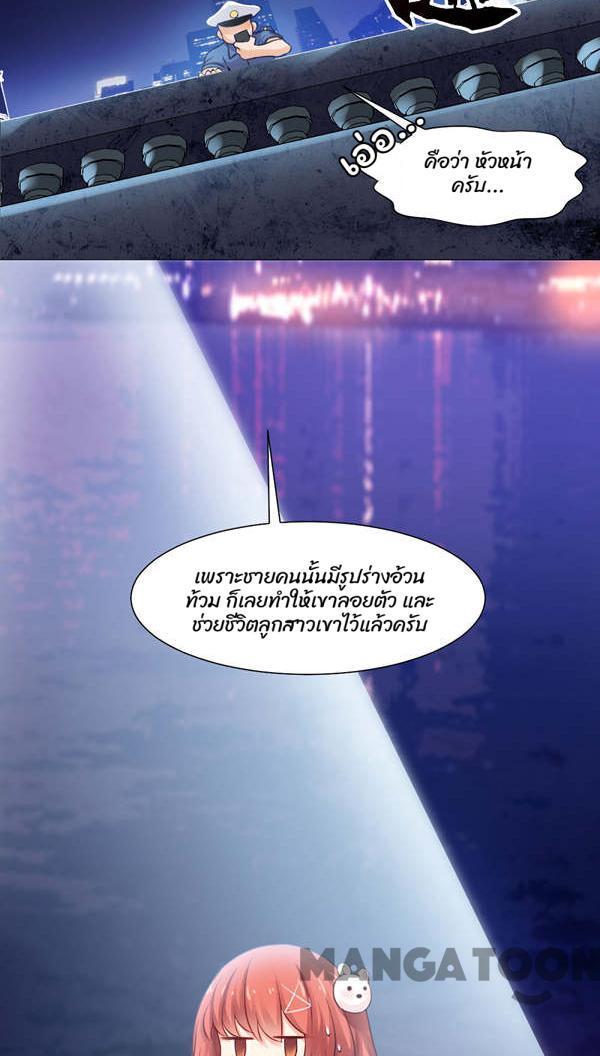 เอ่อ...
คือว่า หัวหน้า
ครับ...
เพราะชายคนนั้นมีรูปร่างอ้วน
ท้วม ก็เลยทำให้เขาลอยตัว และ
ช่วยชีวิตลูกสาวเขาไว้แล้วครับ
MANGATOON